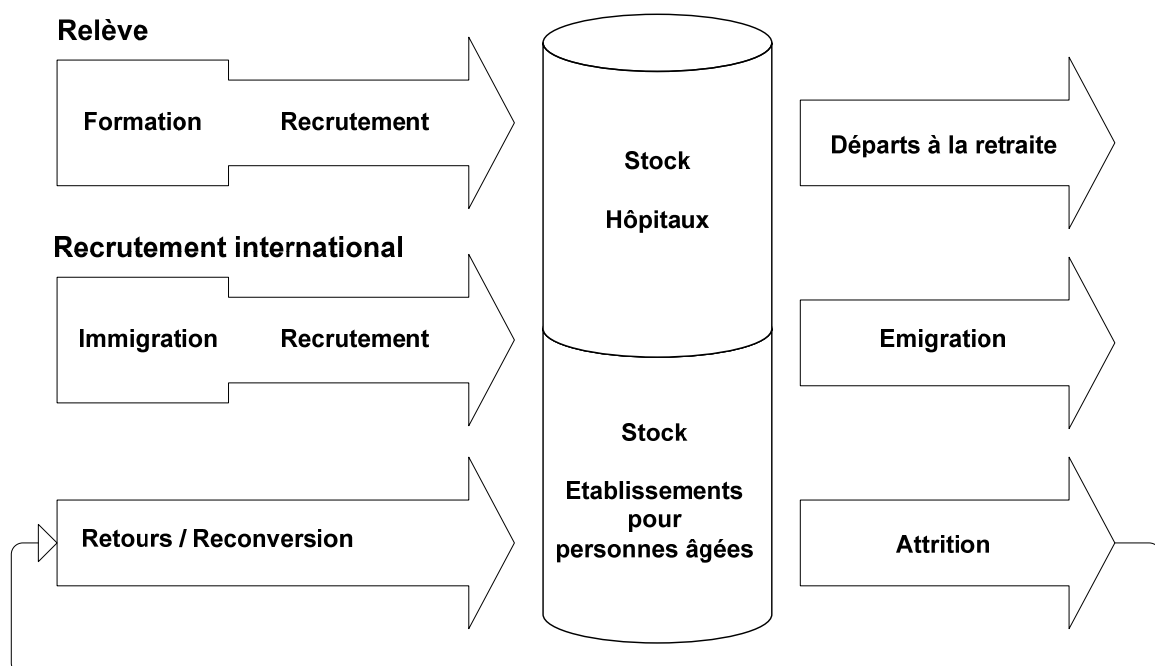 Relève
Formation
Recrutement
Recrutement international
Immigration
Recrutement
Retours / Reconversion
Stock
Hôpitaux
Stock
Etablissements
pour
personnes âgées
Départs à la retraite
Emigration
Attrition